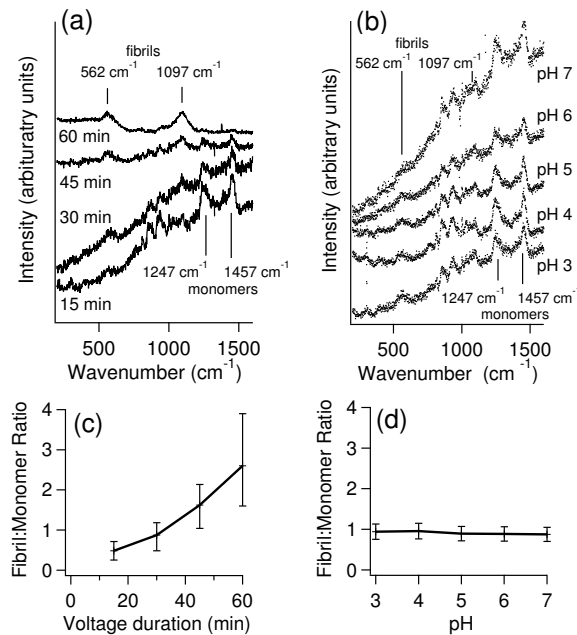 (a)
fibrils
562 cm⁻¹ 1097 cm⁻¹
60 min
45 min
30 min
15 min
1247 cm⁻¹ 1457 cm⁻¹
monomers
Intensity (arbituratry units)
500 1000 1500
Wavenumber (cm⁻¹)
(b)
fibrils
562 cm⁻¹ 1097 cm⁻¹
pH 7
pH 6
pH 5
pH 4
pH 3
1247 cm⁻¹ 1457 cm⁻¹
monomers
Intensity (arbitrary units)
500 1000 1500
Wavenumber (cm⁻¹)
(c)
Fibril:Monomer Ratio
4
3
2
1
0
0 20 40 60
Voltage duration (min)
(d)
Fibril:Monomer Ratio
4
3
2
1
0
3 4 5 6 7
pH